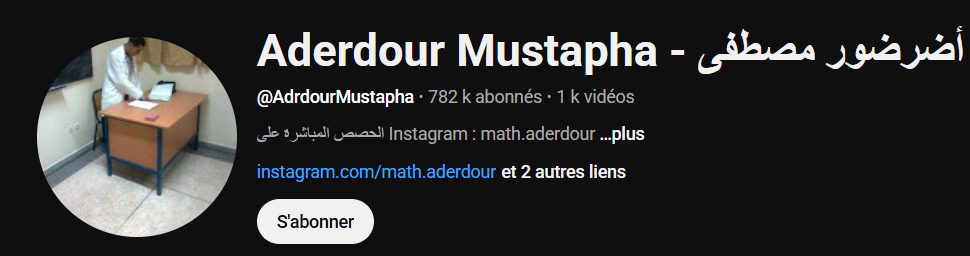 Aderdour Mustapha - أضرضور مصطفى
@AdrdourMustapha · 782 k abonnés · 1 k vidéos
الحصص المباشرة على Instagram : math.aderdour ...plus
instagram.com/math.aderdour et 2 autres liens
S'abonner